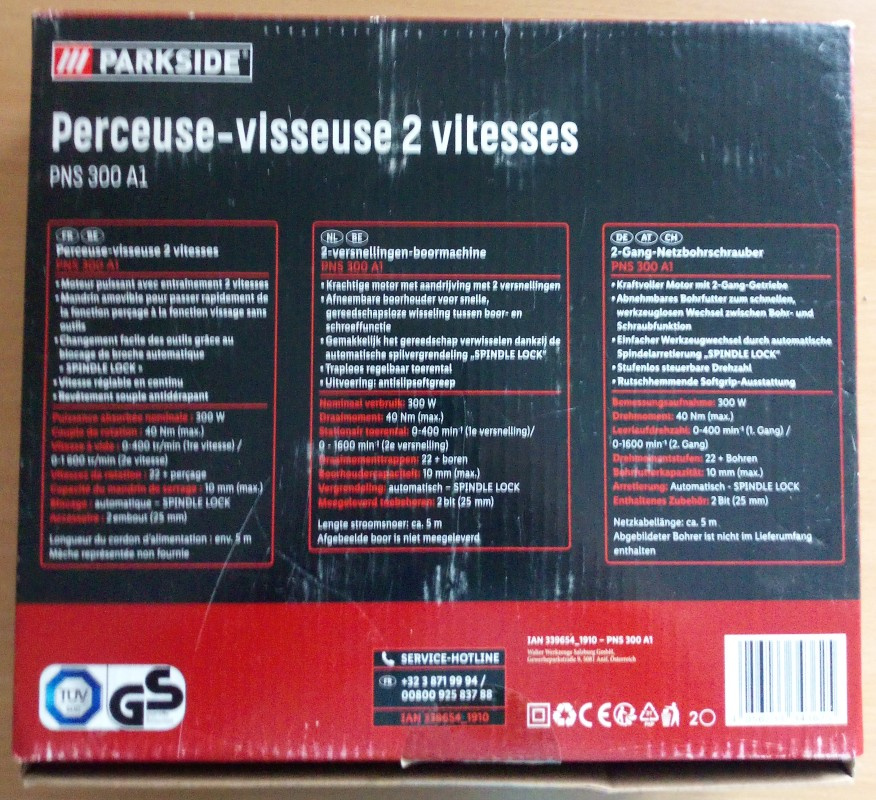 PARKSIDE®
Perceuse-visseuse 2 vitesses
PNS 300 A1
FR BE
Perceuse-visseuse 2 vitesses
PNS 300 A1
• Moteur puissant avec entraînement 2 vitesses
• Mandrin amovible pour passer rapidement de
la fonction perçage à la fonction vissage sans
outils
• Changement facile des outils grâce au
blocage de broche automatique
« SPINDLE LOCK »
• Vitesse réglable en continu
• Revêtement souple antidérapant
Puissance absorbée nominale : 300 W
Couple de rotation : 40 Nm (max.)
Vitesse à vide : 0-400 tr/min (1re vitesse) /
0-1 600 tr/min (2e vitesse)
Vitesses de rotation : 22 + perçage
Capacité du mandrin de serrage : 10 mm (max.)
Blocage : automatique – SPINDLE LOCK
Accessoire : 2 embout (25 mm)
Longueur du cordon d'alimentation : env. 5 m
Mèche représentée non fournie
NL BE
2-versnellingen-boormachine
PNS 300 A1
• Krachtige motor met aandrijving met 2 versnellingen
• Afneembare boorhouder voor snelle,
gereedschapsloze wisseling tussen boor- en
schroeffunctie
• Gemakkelijk het gereedschap verwisselen dankzij de
automatische spilvergrendeling „SPINDLE LOCK"
• Traploos regelbaar toerental
• Uitvoering: antislipsoftgreep
Nominaal verbruik: 300 W
Draaimoment: 40 Nm (max.)
Stationair toerental: 0-400 min⁻¹ (1e versnelling) /
0 - 1600 min⁻¹ (2e versnelling)
Draaimomenttrappen: 22 + boren
Boorhoudercapaciteit: 10 mm (max.)
Vergrendeling: automatisch – SPINDLE LOCK
Meegeleverd toebehoren: 2 bit (25 mm)
Lengte stroomsnoer: ca. 5 m
Afgebeelde boor is niet meegeleverd
DE AT CH
2-Gang-Netzbohrschrauber
PNS 300 A1
• Kraftvoller Motor mit 2-Gang-Getriebe
• Abnehmbares Bohrfutter zum schnellen,
werkzeuglosen Wechsel zwischen Bohr- und
Schraubfunktion
• Einfacher Werkzeugwechsel durch automatische
Spindelarretierung „SPINDLE LOCK"
• Stufenlos steuerbare Drehzahl
• Rutschhemmende Softgrip-Ausstattung
Bemessungsaufnahme: 300 W
Drehmoment: 40 Nm (max.)
Leerlaufdrehzahl: 0-400 min⁻¹ (1. Gang) /
0-1600 min⁻¹ (2. Gang)
Drehmomentstufen: 22 + Bohren
Bohrfutterkapazität: 10 mm (max.)
Arretierung: Automatisch - SPINDLE LOCK
Enthaltenes Zubehör: 2 Bit (25 mm)
Netzkabellänge: ca. 5 m
Abgebildeter Bohrer ist nicht im Lieferumfang
enthalten
TÜV
GS
SERVICE-HOTLINE
FR +32 3 871 99 94 /
00800 925 837 88
IAN 339654_1910
IAN 339654_1910 – PNS 300 A1
Walter Werkzeuge Salzburg GmbH,
Gewerbeparkstraße 9, 5081 Anif, Österreich
CE
2